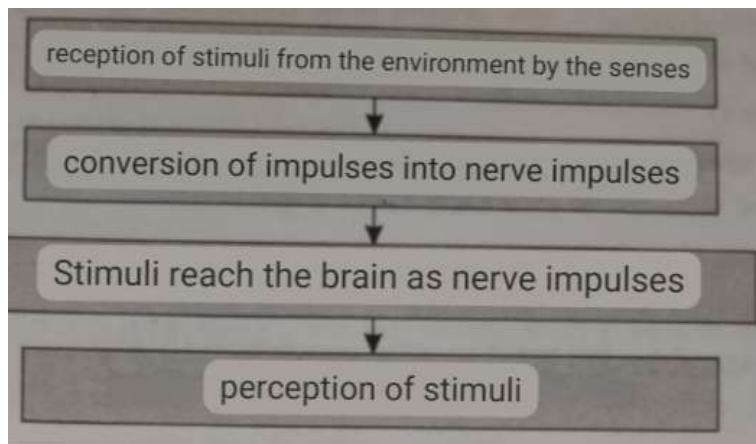 reception of stimuli from the environment by the senses
conversion of impulses into nerve impulses
Stimuli reach the brain as nerve impulses
perception of stimuli